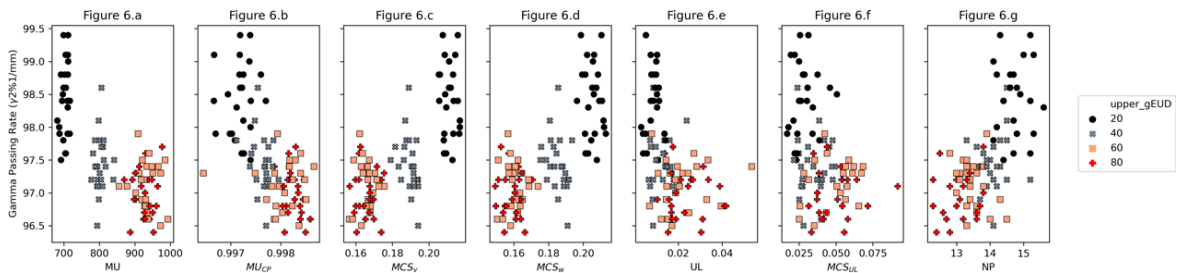 Figure 6.a
Figure 6.b
Figure 6.c
Figure 6.d
Figure 6.e
Figure 6.f
Figure 6.g
Gamma Passing Rate (γ2%1/mm)
99.5
99.0
98.5
98.0
97.5
97.0
96.5
700 800 900 1000
0.997 0.998
0.16 0.18 0.20
0.16 0.18 0.20
0.02 0.04
0.025 0.050 0.075
13 14 15
MU
MU_CP
MCS_v
MCS_w
UL
MCS_UL
NP
upper_gEUD
20
40
60
80